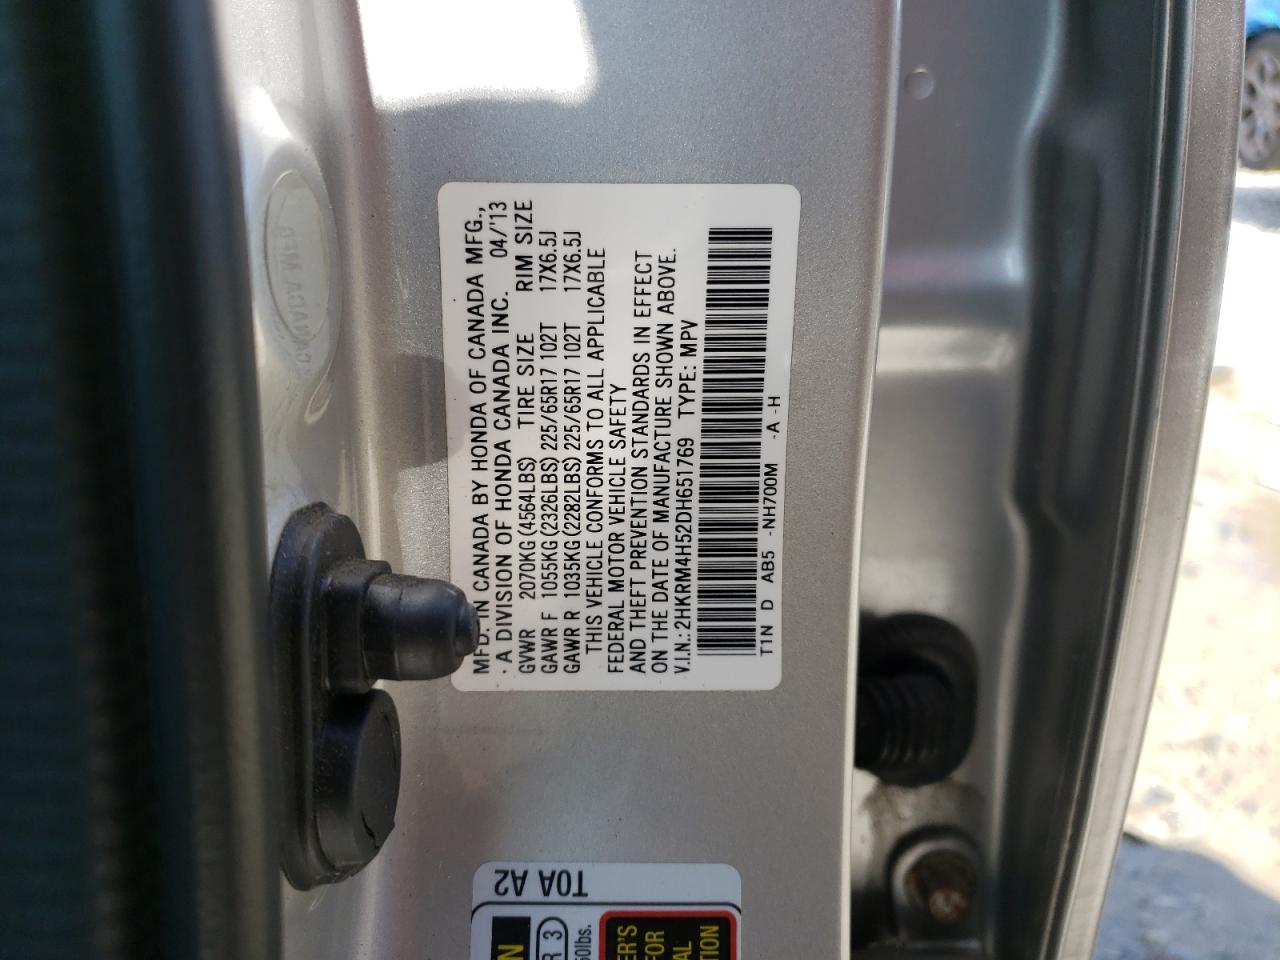 MFD. IN CANADA BY HONDA OF CANADA MFG.,
A DIVISION OF HONDA CANADA INC. 04/'13
GVWR 2070KG (4564LBS) TIRE SIZE RIM SIZE
GAWR F 1055KG (2326LBS) 225/65R17 102T 17X6.5J
GAWR R 1035KG (2282LBS) 225/65R17 102T 17X6.5J
THIS VEHICLE CONFORMS TO ALL APPLICABLE
FEDERAL MOTOR VEHICLE SAFETY
AND THEFT PREVENTION STANDARDS IN EFFECT
ON THE DATE OF MANUFACTURE SHOWN ABOVE.
V.I.N.: 2HKRM4H52DH651769 TYPE: MPV
T1N D AB5 -NH700M -A -H
T0A A2